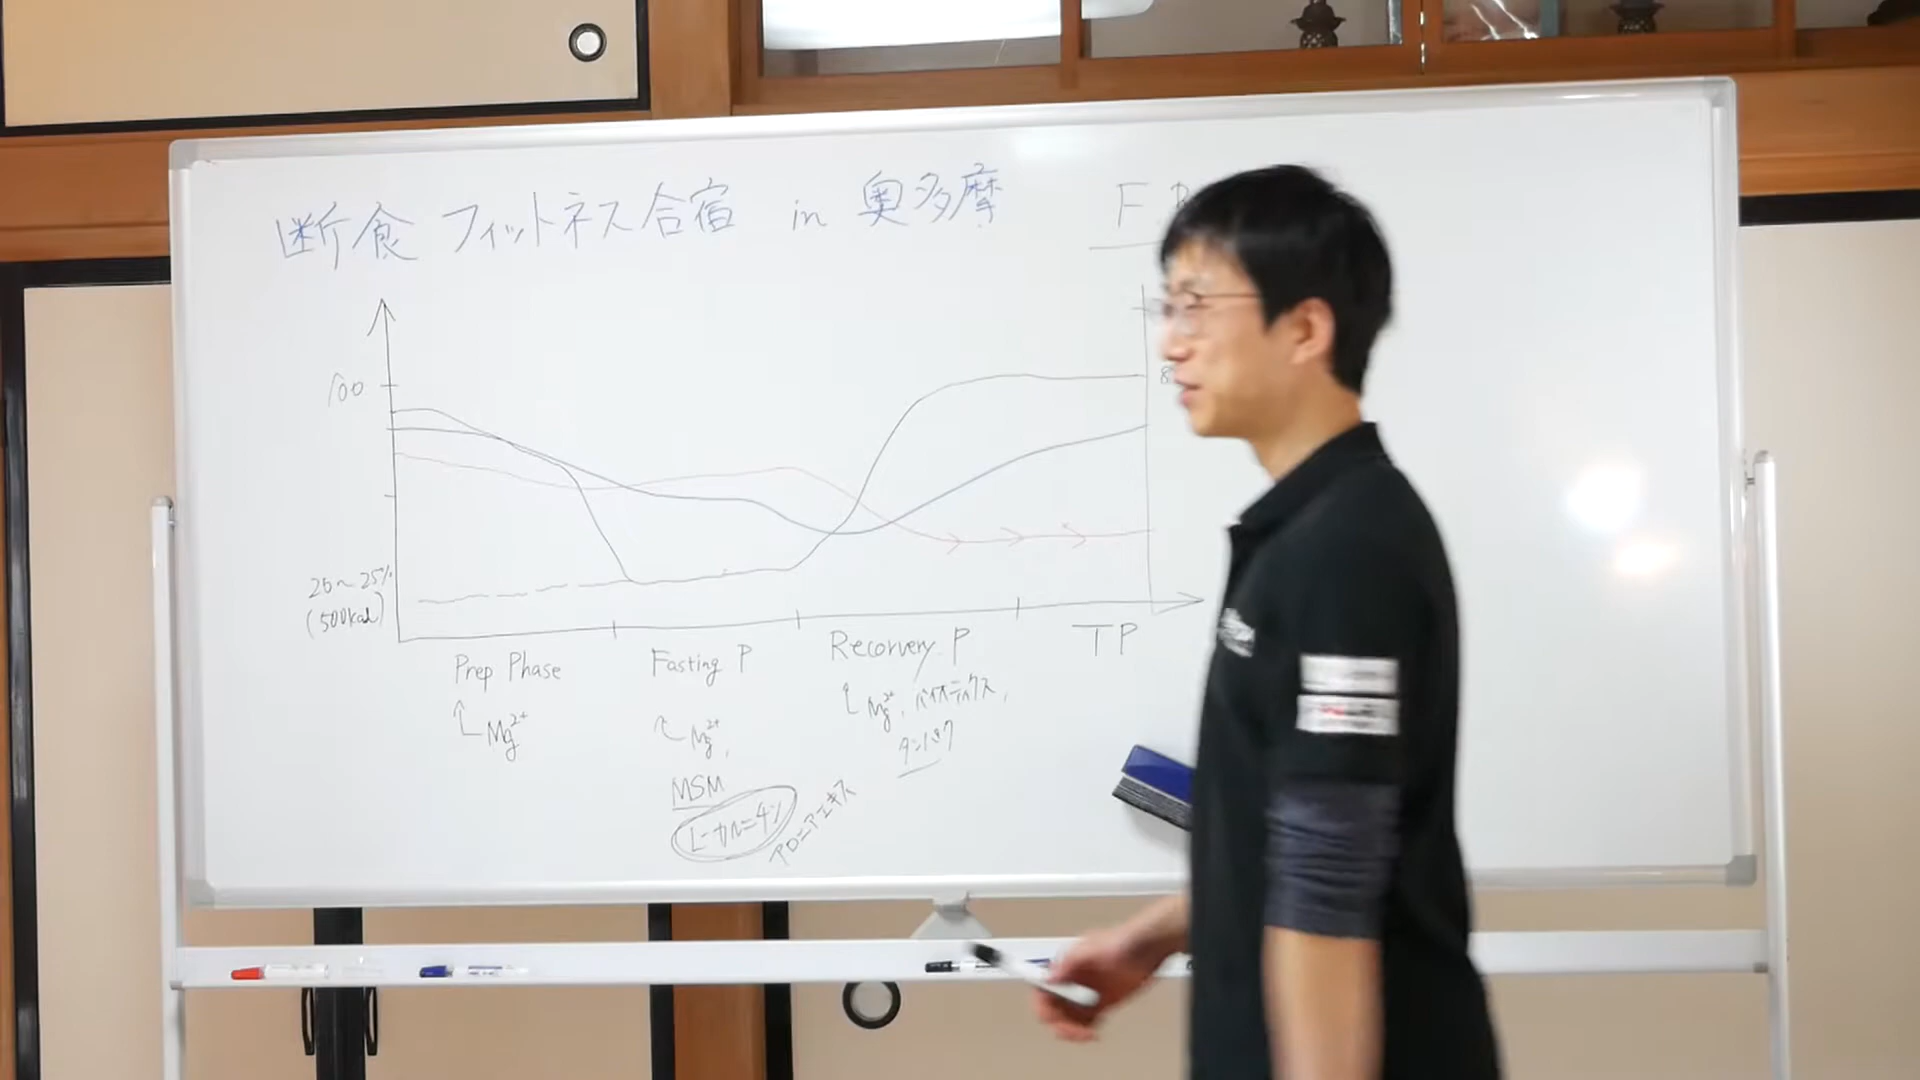 断食 フィットネス合宿 in 奥多摩
F.
100
20~25%
(500kcal)
Prep Phase
Fasting P
Recorvery P
TP
Mg2+
Mg2+,
Mg2+, バイオティクス,
タンパク
MSM
L-カルニチン
アロニアエキス